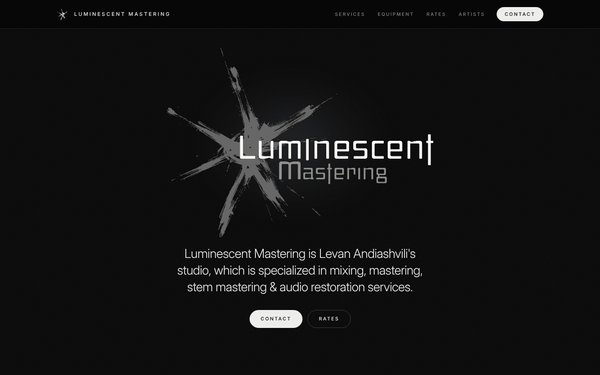 LUMINESCENT MASTERING
SERVICES
EQUIPMENT
RATES
ARTISTS
CONTACT
Luminescent
Mastering
Luminescent Mastering is Levan Andiashvili's
studio, which is specialized in mixing, mastering,
stem mastering & audio restoration services.
CONTACT
RATES